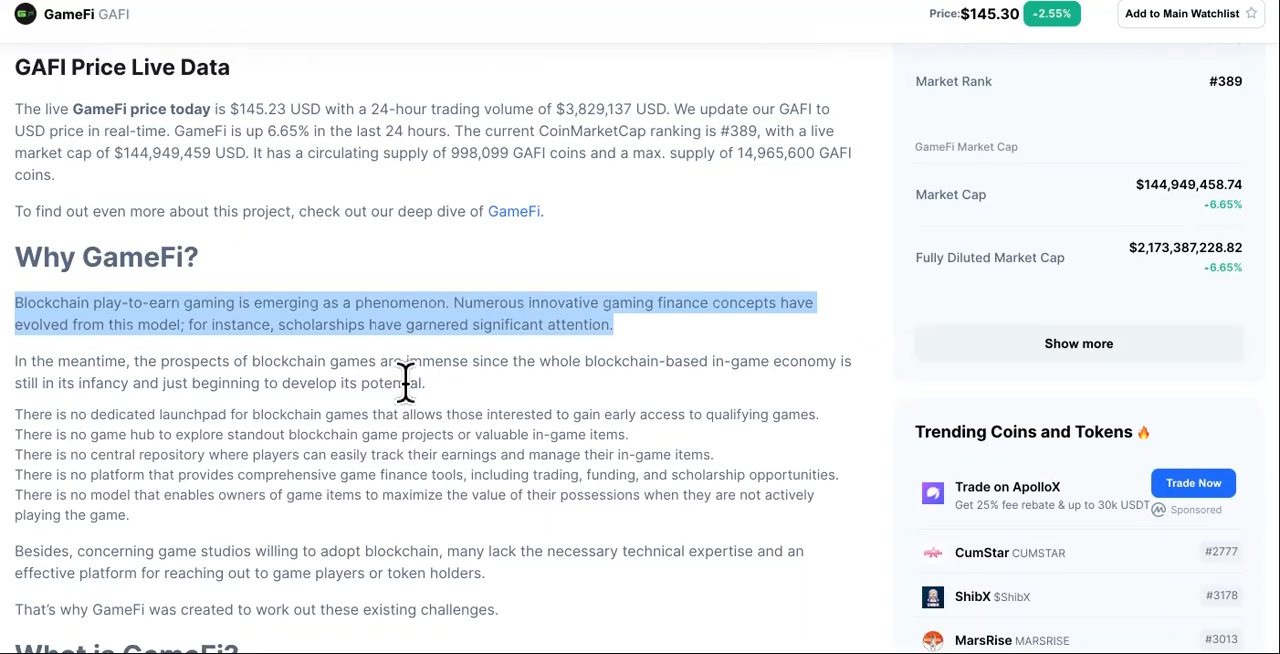 GameFi GAFI
Price:$145.30 2.55%
Add to Main Watchlist
GAFI Price Live Data
The live GameFi price today is $145.23 USD with a 24-hour trading volume of $3,829,137 USD. We update our GAFI to
USD price in real-time. GameFi is up 6.65% in the last 24 hours. The current CoinMarketCap ranking is #389, with a live
market cap of $144,949,459 USD. It has a circulating supply of 998,099 GAFI coins and a max. supply of 14,965,600 GAFI
coins.
To find out even more about this project, check out our deep dive of GameFi.
Why GameFi?
Blockchain play-to-earn gaming is emerging as a phenomenon. Numerous innovative gaming finance concepts have
evolved from this model; for instance, scholarships have garnered significant attention.
In the meantime, the prospects of blockchain games are immense since the whole blockchain-based in-game economy is
still in its infancy and just beginning to develop its potential.
There is no dedicated launchpad for blockchain games that allows those interested to gain early access to qualifying games.
There is no game hub to explore standout blockchain game projects or valuable in-game items.
There is no central repository where players can easily track their earnings and manage their in-game items.
There is no platform that provides comprehensive game finance tools, including trading, funding, and scholarship opportunities.
There is no model that enables owners of game items to maximize the value of their possessions when they are not actively
playing the game.
Besides, concerning game studios willing to adopt blockchain, many lack the necessary technical expertise and an
effective platform for reaching out to game players or token holders.
That's why GameFi was created to work out these existing challenges.
What is GameFi?
Market Rank #389
GameFi Market Cap
Market Cap $144,949,458.74
6.65%
Fully Diluted Market Cap $2,173,387,228.82
6.65%
Show more
Trending Coins and Tokens 🔥
Trade on ApolloX
Get 25% fee rebate & up to 30k USDT
Trade Now
Sponsored
CumStar CUMSTAR #2777
ShibX $ShibX #3178
MarsRise MARSRISE #3013